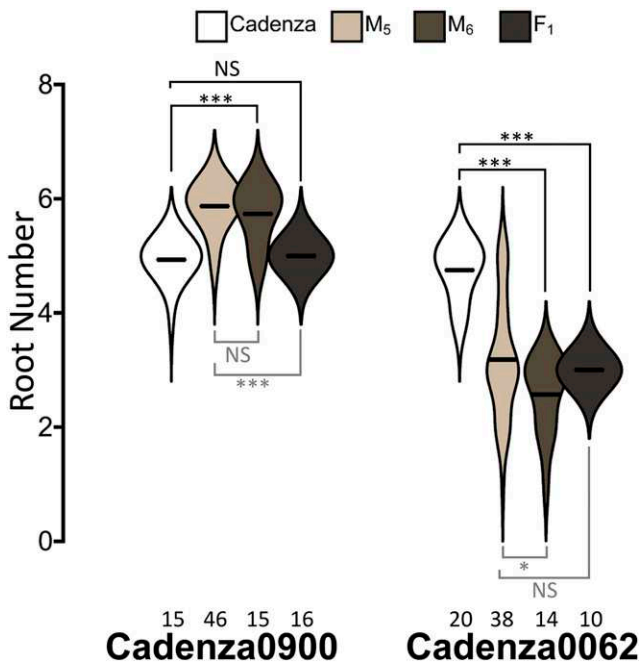 Cadenza M₅ M₆ F₁
NS
***
8
6
4
2
0
Root Number
NS
***
***
***
*
NS
15 46 15 16
20 38 14 10
Cadenza0900
Cadenza0062